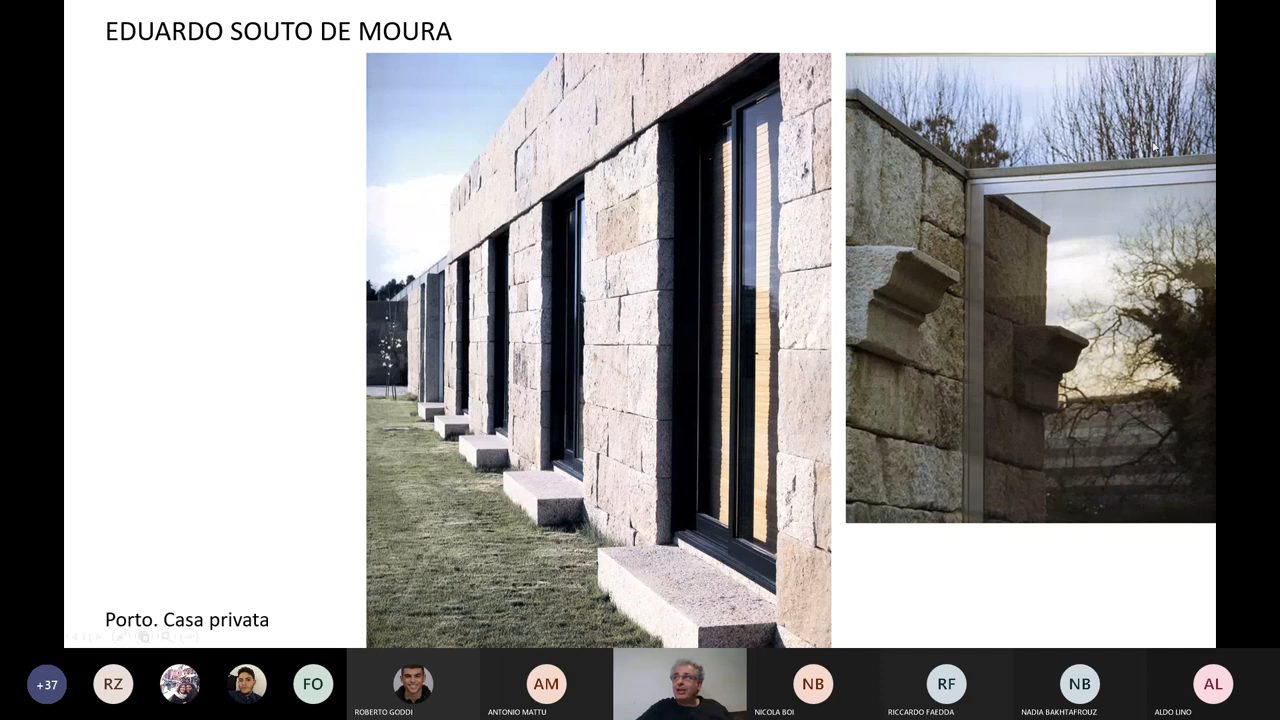 EDUARDO SOUTO DE MOURA
Porto. Casa privata
+37
RZ
FO
ROBERTO GODDI
AM
ANTONIO MATTU
NB
NICOLA BOI
RF
RICCARDO FAEDDA
NB
NADIA BAKHTAFROUZ
AL
ALDO LINO